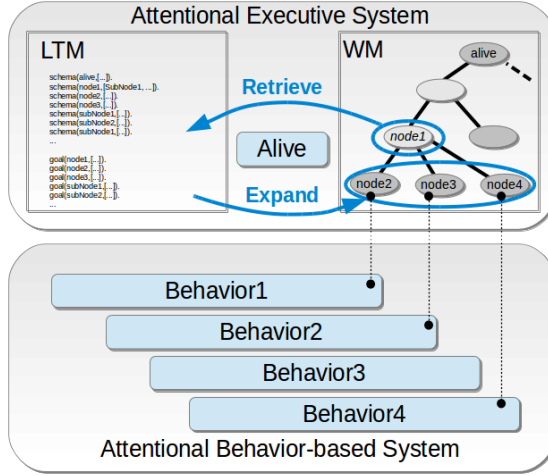 Attentional Executive System
LTM
schema(alive,[...]).
schema(node1,[SubNode1, ...]).
schema(node2,[...]).
schema(node3,[...]).
schema(subNode1,[...]).
schema(subNode2,[...]).
schema(subNode1,[...]).
...
goal(node1,[...]).
goal(node2,[...]).
goal(node3,[...]).
goal(subNode1,[...]).
goal(subNode2,[...]).
...
Retrieve
Alive
Expand
WM
alive
node1
node2
node3
node4
Behavior1
Behavior2
Behavior3
Behavior4
Attentional Behavior-based System